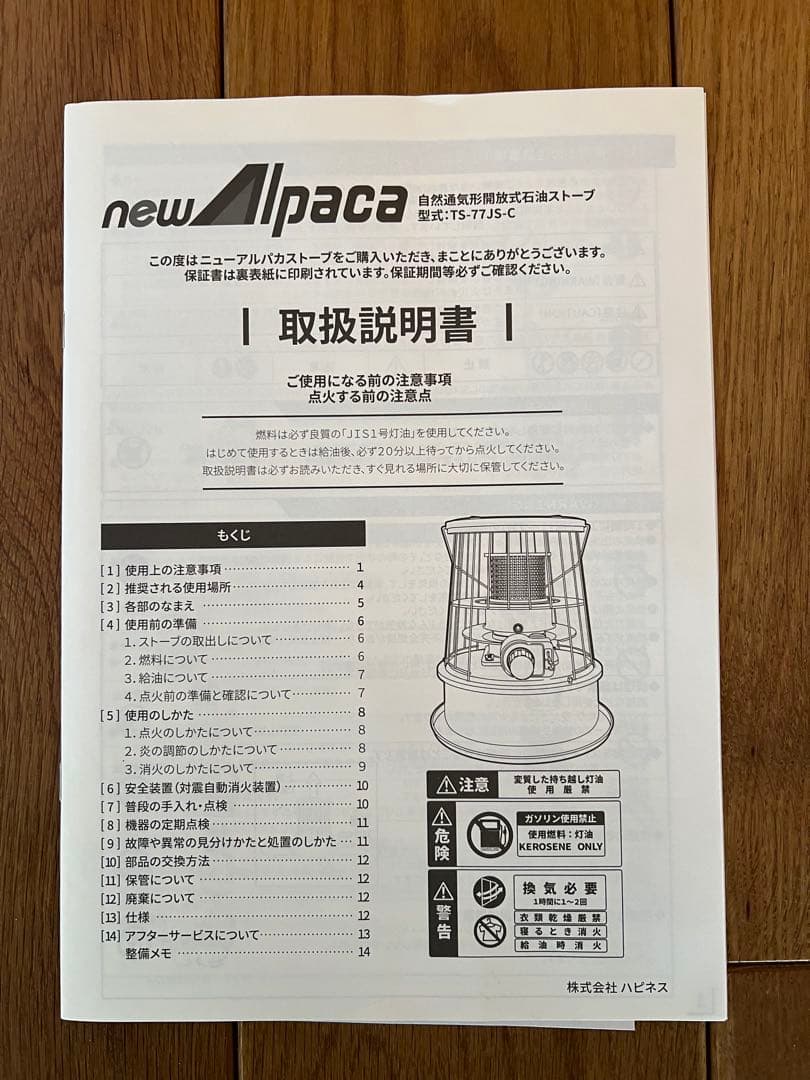 new Alpaca
自然通気形開放式石油ストーブ
型式：TS-77JS-C
この度はニューアルパカストーブをご購入いただき、まことにありがとうございます。
保証書は裏表紙に印刷されています。保証期間等必ずご確認ください。
取扱説明書
ご使用になる前の注意事項
点火する前の注意点
燃料は必ず良質の「JIS1号灯油」を使用してください。
はじめて使用するときは給油後、必ず20分以上待ってから点火してください。
取扱説明書は必ずお読みいただき、すぐ見れる場所に大切に保管してください。
もくじ
[1] 使用上の注意事項 …… 1
[2] 推奨される使用場所 …… 4
[3] 各部のなまえ …… 5
[4] 使用前の準備 …… 6
1. ストーブの取出しについて …… 6
2. 燃料について …… 6
3. 給油について …… 7
4. 点火前の準備と確認について …… 7
[5] 使用のしかた …… 8
1. 点火のしかたについて …… 8
2. 炎の調節のしかたについて …… 8
3. 消火のしかたについて …… 9
[6] 安全装置（対震自動消火装置） …… 10
[7] 普段の手入れ・点検 …… 10
[8] 機器の定期点検 …… 11
[9] 故障や異常の見分けかたと処置のしかた … 11
[10] 部品の交換方法 …… 12
[11] 保管について …… 12
[12] 廃棄について …… 12
[13] 仕様 …… 12
[14] アフターサービスについて …… 13
整備メモ …… 14
注意
変質した持ち越し灯油
使用厳禁
危険
ガソリン使用禁止
使用燃料：灯油
KEROSENE ONLY
警告
換気必要
1時間に1～2回
衣類乾燥厳禁
寝るとき消火
給油時消火
株式会社 ハピネス